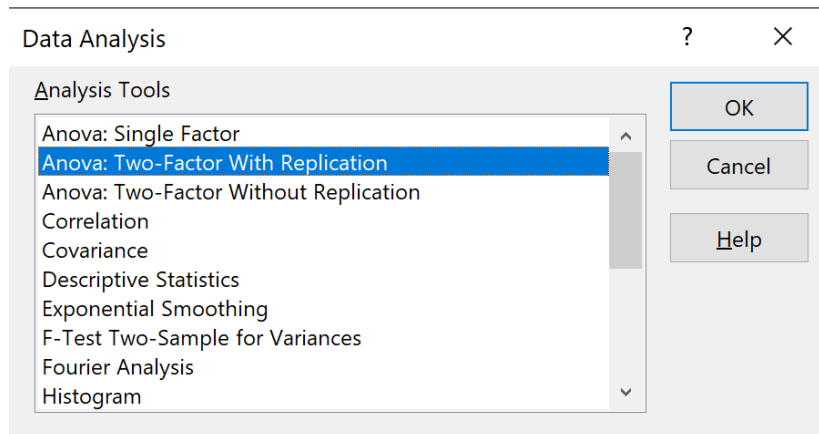 Data Analysis
?
Analysis Tools
OK
Anova: Single Factor
Anova: Two-Factor With Replication
Cancel
Anova: Two-Factor Without Replication
Correlation
Help
Covariance
Descriptive Statistics
Exponential Smoothing
F-Test Two-Sample for Variances
Fourier Analysis
Histogram